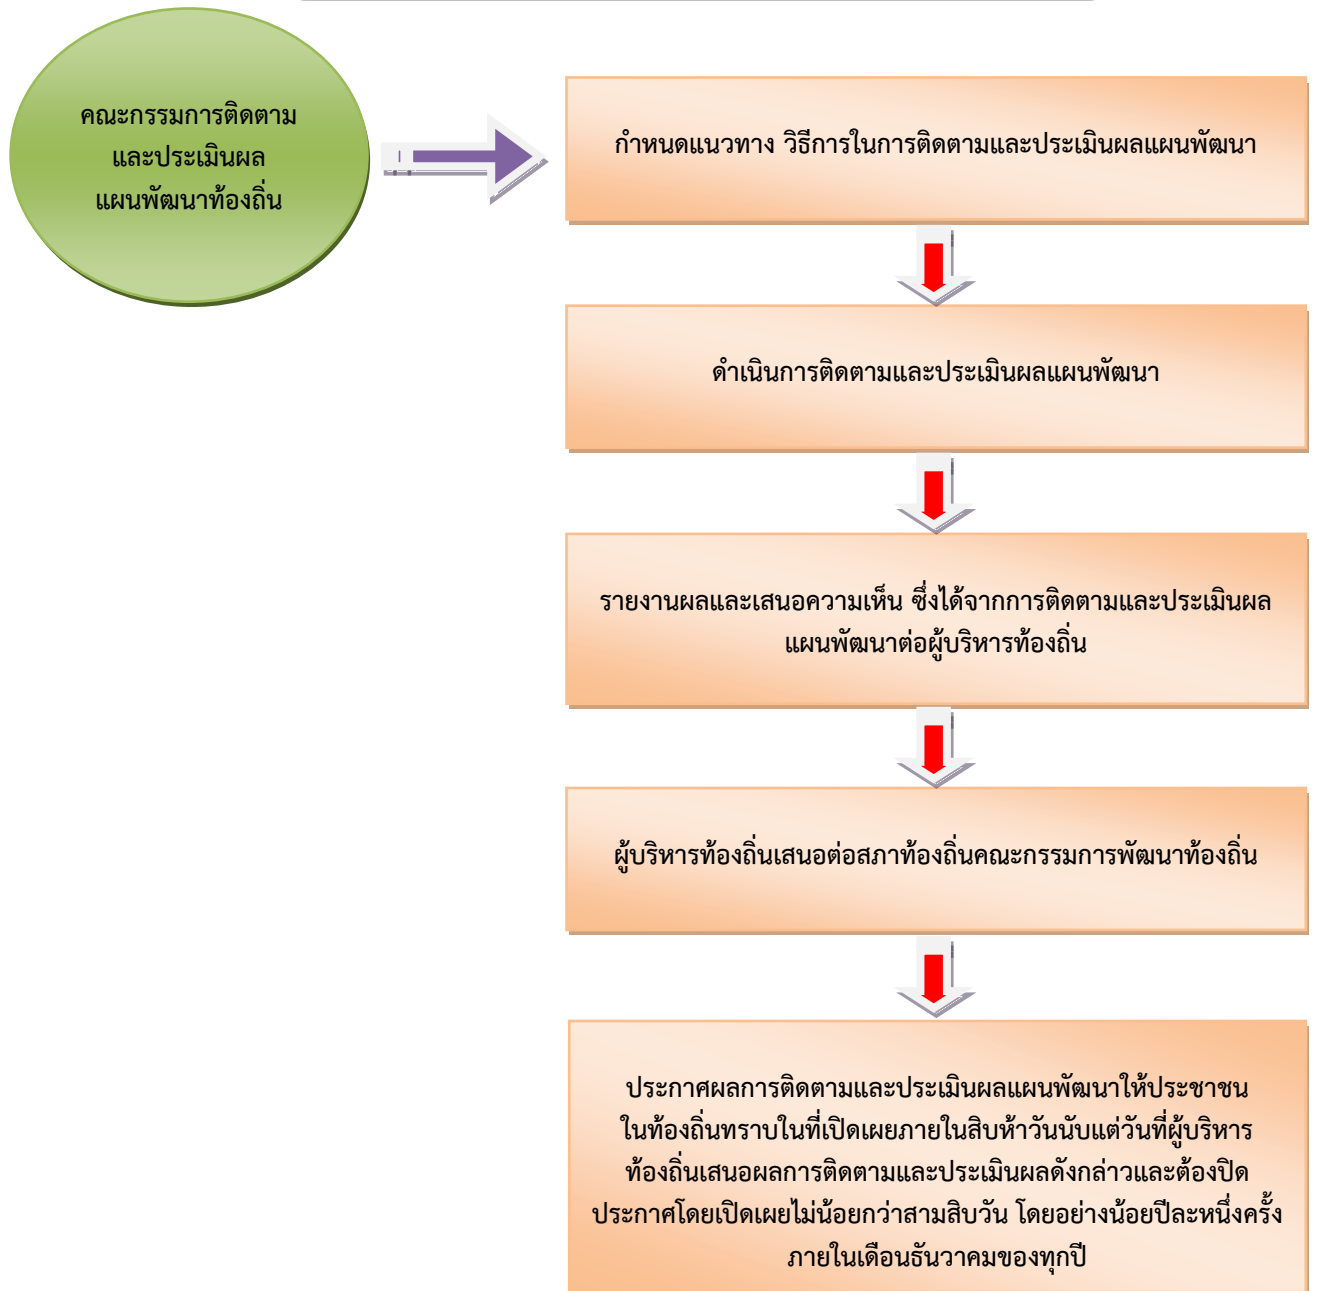 คณะกรรมการติดตาม
และประเมินผล
แผนพัฒนาท้องถิ่น
กำหนดแนวทาง วิธีการในการติดตามและประเมินผลแผนพัฒนา
ดำเนินการติดตามและประเมินผลแผนพัฒนา
รายงานผลและเสนอความเห็น ซึ่งได้จากการติดตามและประเมินผล
แผนพัฒนาต่อผู้บริหารท้องถิ่น
ผู้บริหารท้องถิ่นเสนอต่อสภาท้องถิ่นคณะกรรมการพัฒนาท้องถิ่น
ประกาศผลการติดตามและประเมินผลแผนพัฒนาให้ประชาชน
ในท้องถิ่นทราบในที่เปิดเผยภายในสิบห้าวันนับแต่วันที่ผู้บริหาร
ท้องถิ่นเสนอผลการติดตามและประเมินผลดังกล่าวและต้องปิด
ประกาศโดยเปิดเผยไม่น้อยกว่าสามสิบวัน โดยอย่างน้อยปีละหนึ่งครั้ง
ภายในเดือนธันวาคมของทุกปี